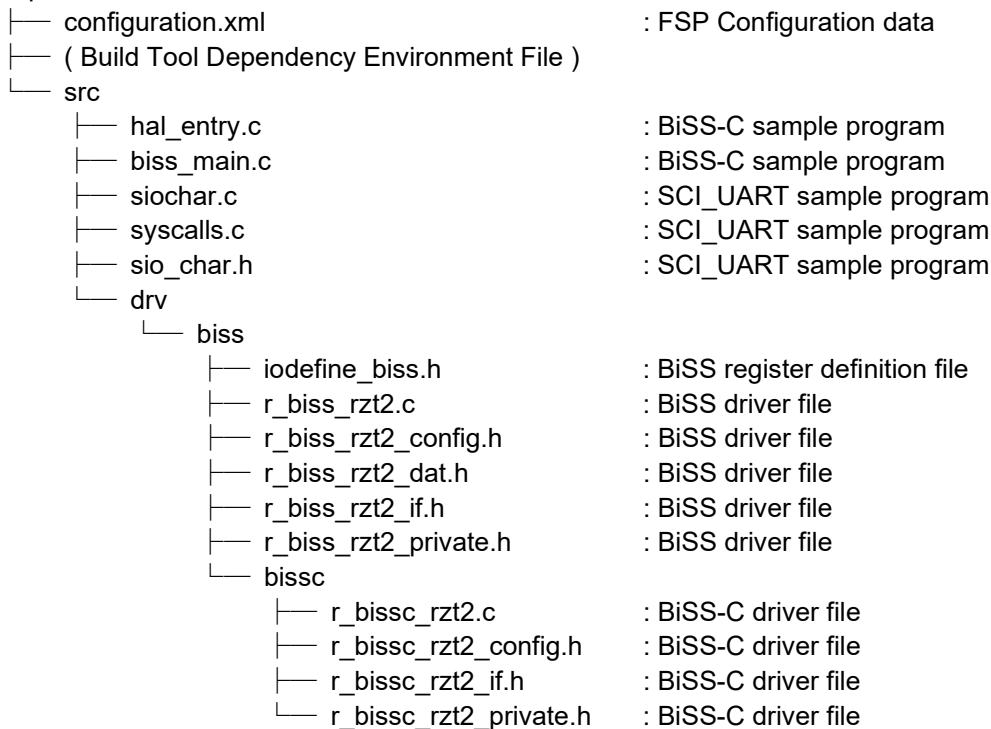 ├── configuration.xml : FSP Configuration data
├── ( Build Tool Dependency Environment File )
└── src
├── hal_entry.c : BiSS-C sample program
├── biss_main.c : BiSS-C sample program
├── siochar.c : SCI_UART sample program
├── syscalls.c : SCI_UART sample program
├── sio_char.h : SCI_UART sample program
└── drv
└── biss
├── iodefine_biss.h : BiSS register definition file
├── r_biss_rzt2.c : BiSS driver file
├── r_biss_rzt2_config.h : BiSS driver file
├── r_biss_rzt2_dat.h : BiSS driver file
├── r_biss_rzt2_if.h : BiSS driver file
├── r_biss_rzt2_private.h : BiSS driver file
└── bissc
├── r_bissc_rzt2.c : BiSS-C driver file
├── r_bissc_rzt2_config.h : BiSS-C driver file
├── r_bissc_rzt2_if.h : BiSS-C driver file
└── r_bissc_rzt2_private.h : BiSS-C driver file